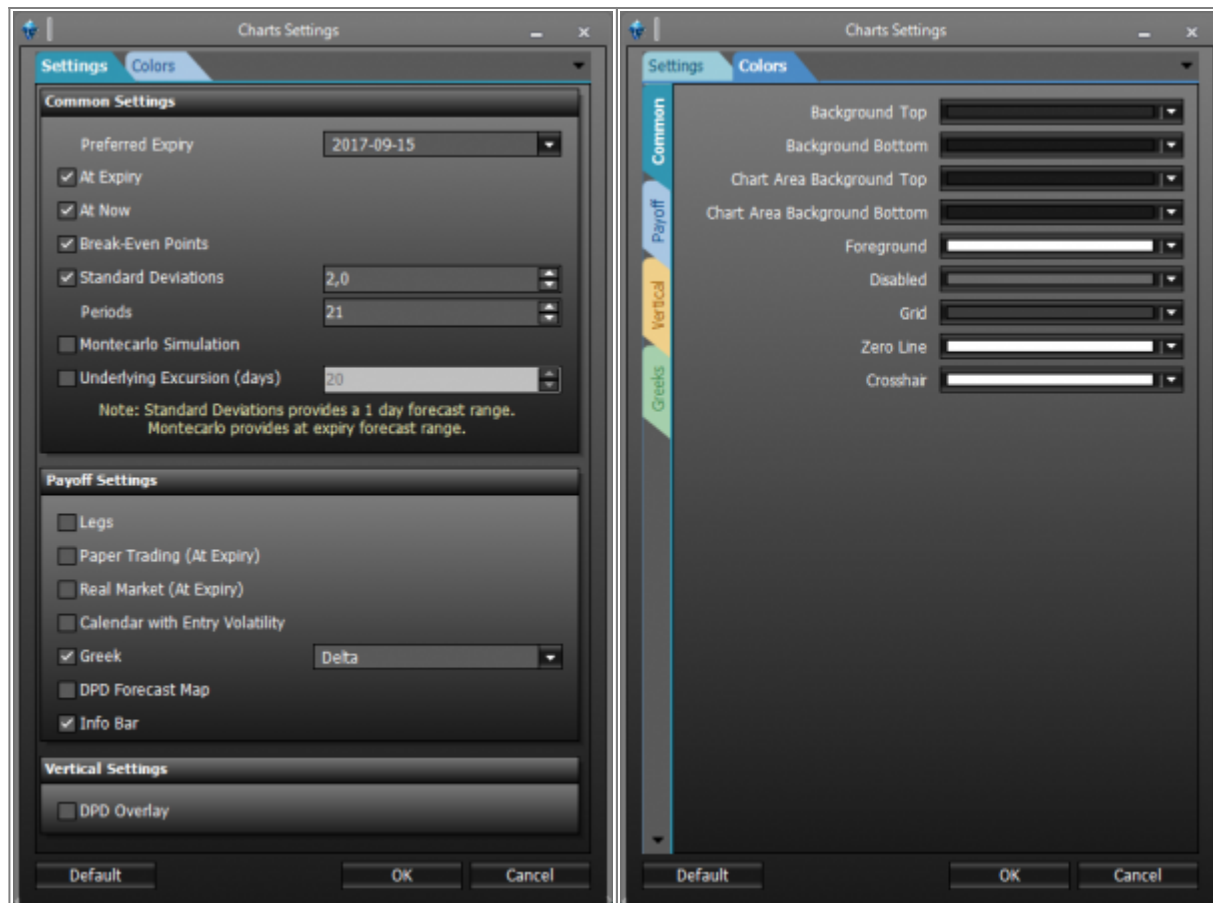 Charts Settings
Settings Colors
Common Settings
Preferred Expiry 2017-09-15
At Expiry
At Now
Break-Even Points
Standard Deviations 2,0
Periods 21
Montecarlo Simulation
Underlying Excursion (days) 20
Note: Standard Deviations provides a 1 day forecast range.
Montecarlo provides at expiry forecast range.
Payoff Settings
Legs
Paper Trading (At Expiry)
Real Market (At Expiry)
Calendar with Entry Volatility
Greek Delta
DPD Forecast Map
Info Bar
Vertical Settings
DPD Overlay
Default OK Cancel
Charts Settings
Settings Colors
Common
Payoff
Vertical
Greeks
Background Top
Background Bottom
Chart Area Background Top
Chart Area Background Bottom
Foreground
Disabled
Grid
Zero Line
Crosshair
Default OK Cancel